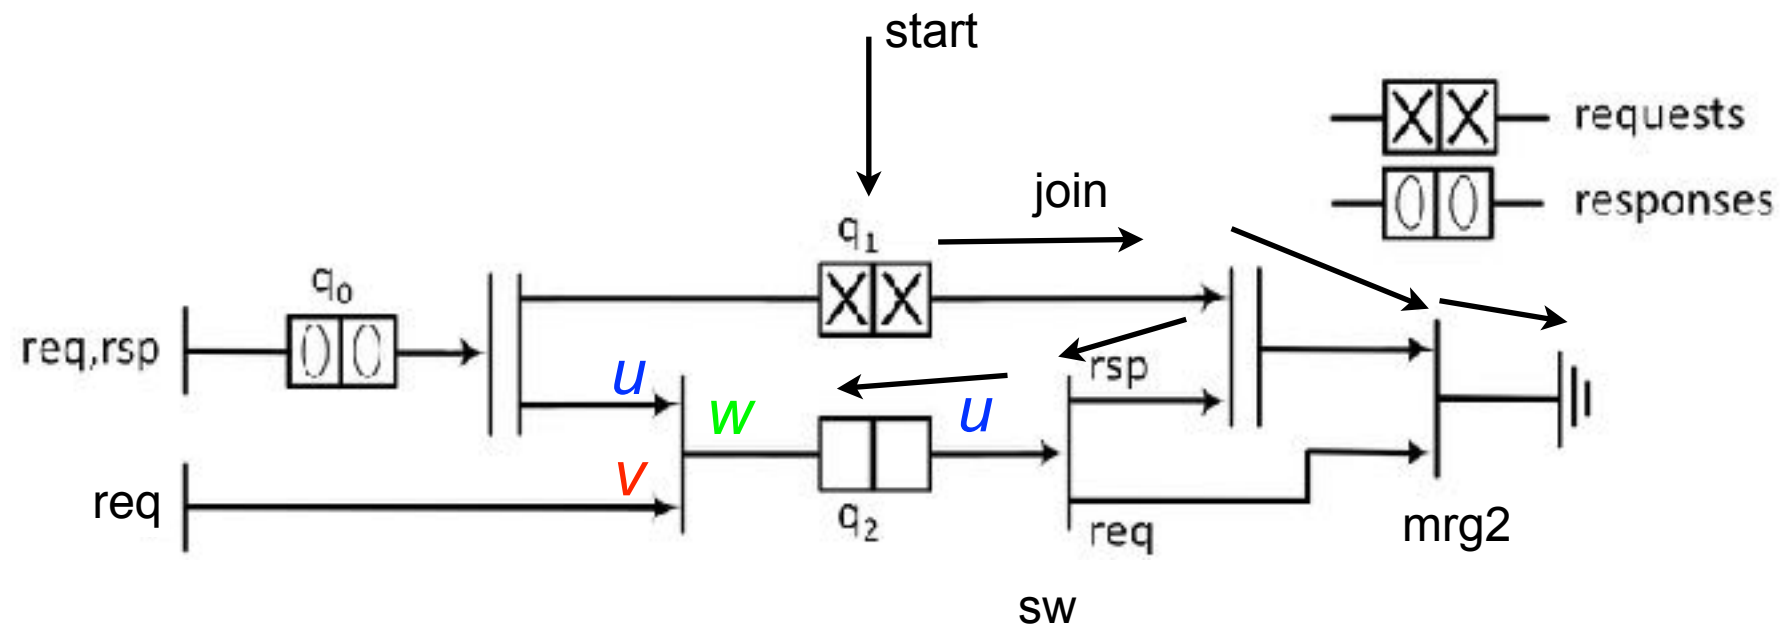 start
requests
join
responses
q1
q0
req,rsp
u
rsp
w
u
v
req
q2
req
mrg2
sw